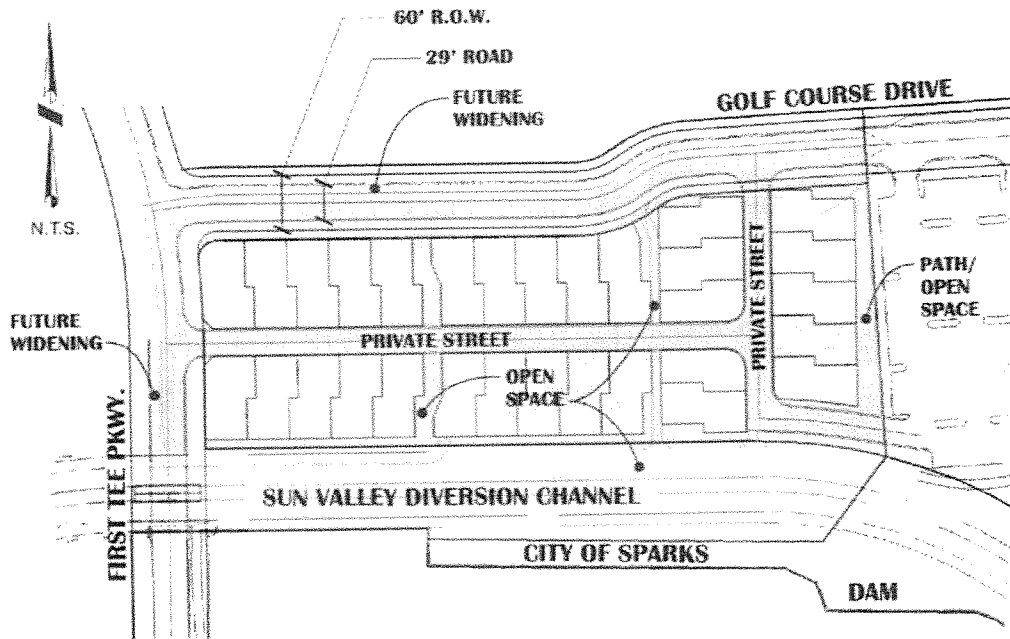 60' R.O.W.
29' ROAD
FUTURE
WIDENING
GOLF COURSE DRIVE
N.T.S.
PRIVATE STREET
PATH/
OPEN
SPACE
FUTURE
WIDENING
PRIVATE STREET
OPEN
SPACE
FIRST TEE PKWY.
SUN VALLEY DIVERSION CHANNEL
CITY OF SPARKS
DAM